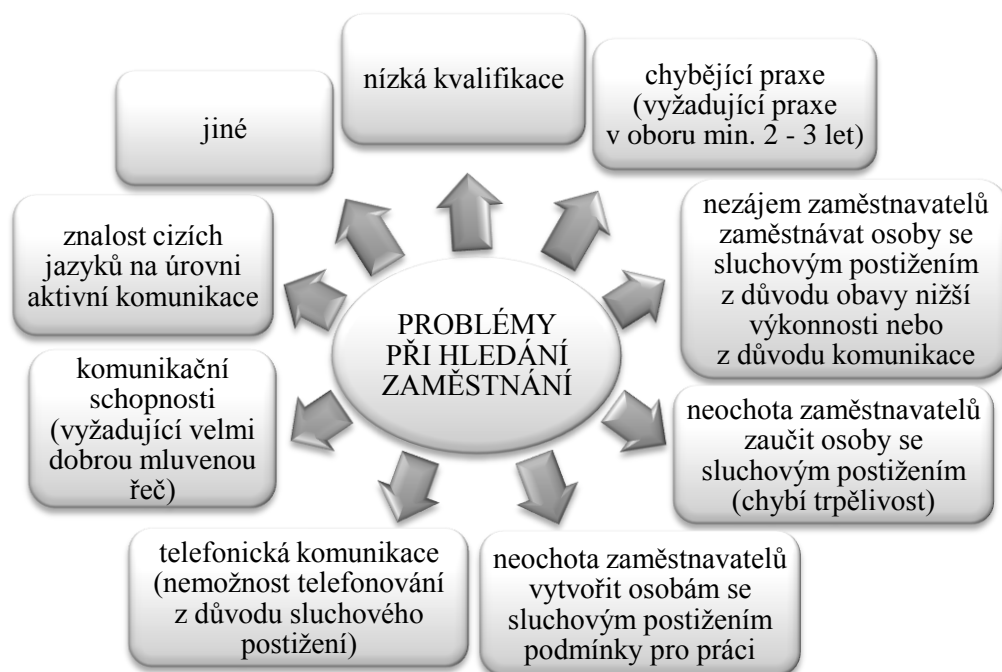 nízká kvalifikace
chybějící praxe
(vyžadující praxe
v oboru min. 2 - 3 let)
nezájem zaměstnavatelů
zaměstnávat osoby se
sluchovým postižením
z důvodu obavy nižší
výkonnosti nebo
z důvodu komunikace
neochota zaměstnavatelů
zaučit osoby se
sluchovým postižením
(chybí trpělivost)
neochota zaměstnavatelů
vytvořit osobám se
sluchovým postižením
podmínky pro práci
telefonická komunikace
(nemožnost telefonování
z důvodu sluchového
postižení)
komunikační
schopnosti
(vyžadující velmi
dobrou mluvenou
řeč)
znalost cizích
jazyků na úrovni
aktivní komunikace
jiné
PROBLÉMY
PŘI HLEDÁNÍ
ZAMĚSTNÁNÍ